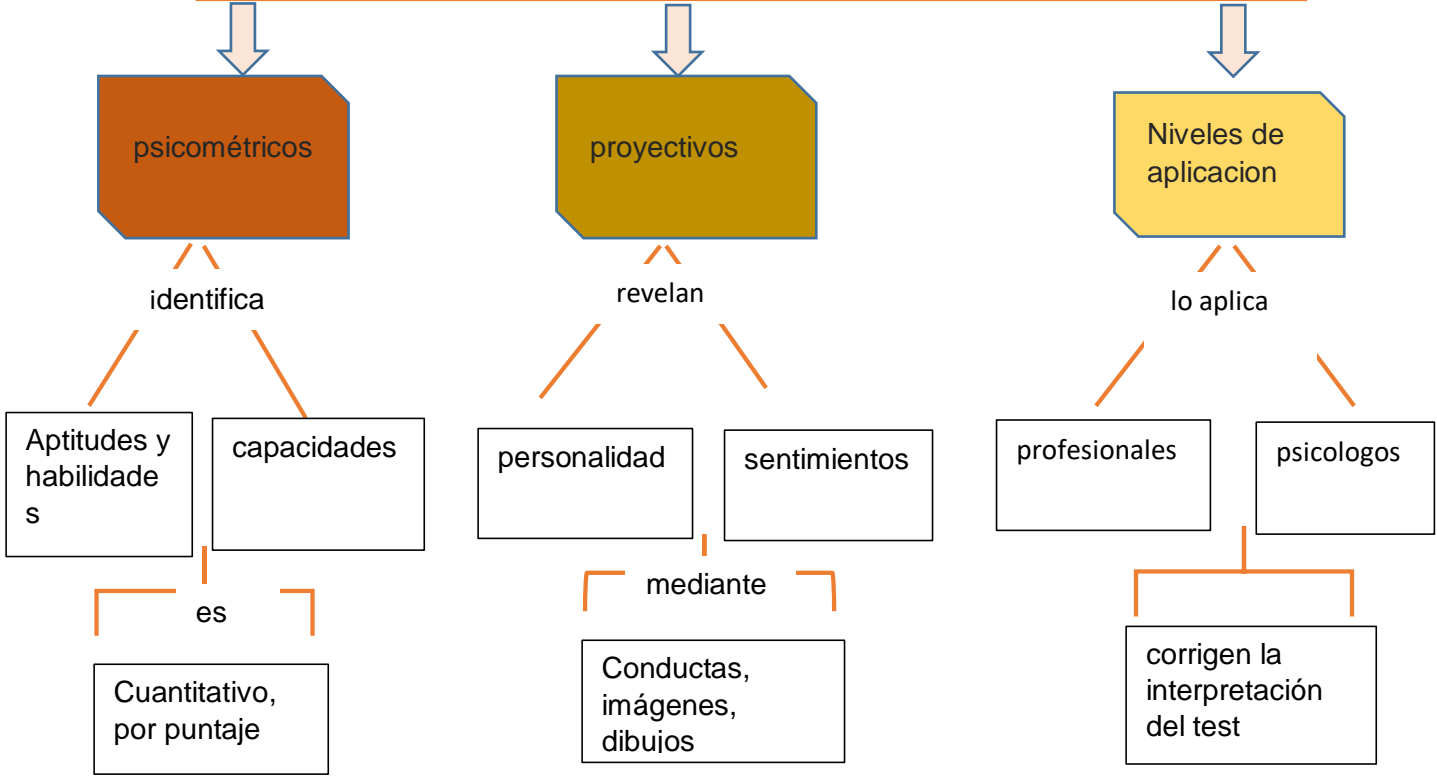 psicométricos
identifica
Aptitudes y
habilidade
s
capacidades
es
Cuantitativo,
por puntaje
proyectivos
revelan
personalidad
sentimientos
mediante
Conductas,
imágenes,
dibujos
Niveles de
aplicacion
lo aplica
profesionales
psicologos
corrigen la
interpretación
del test